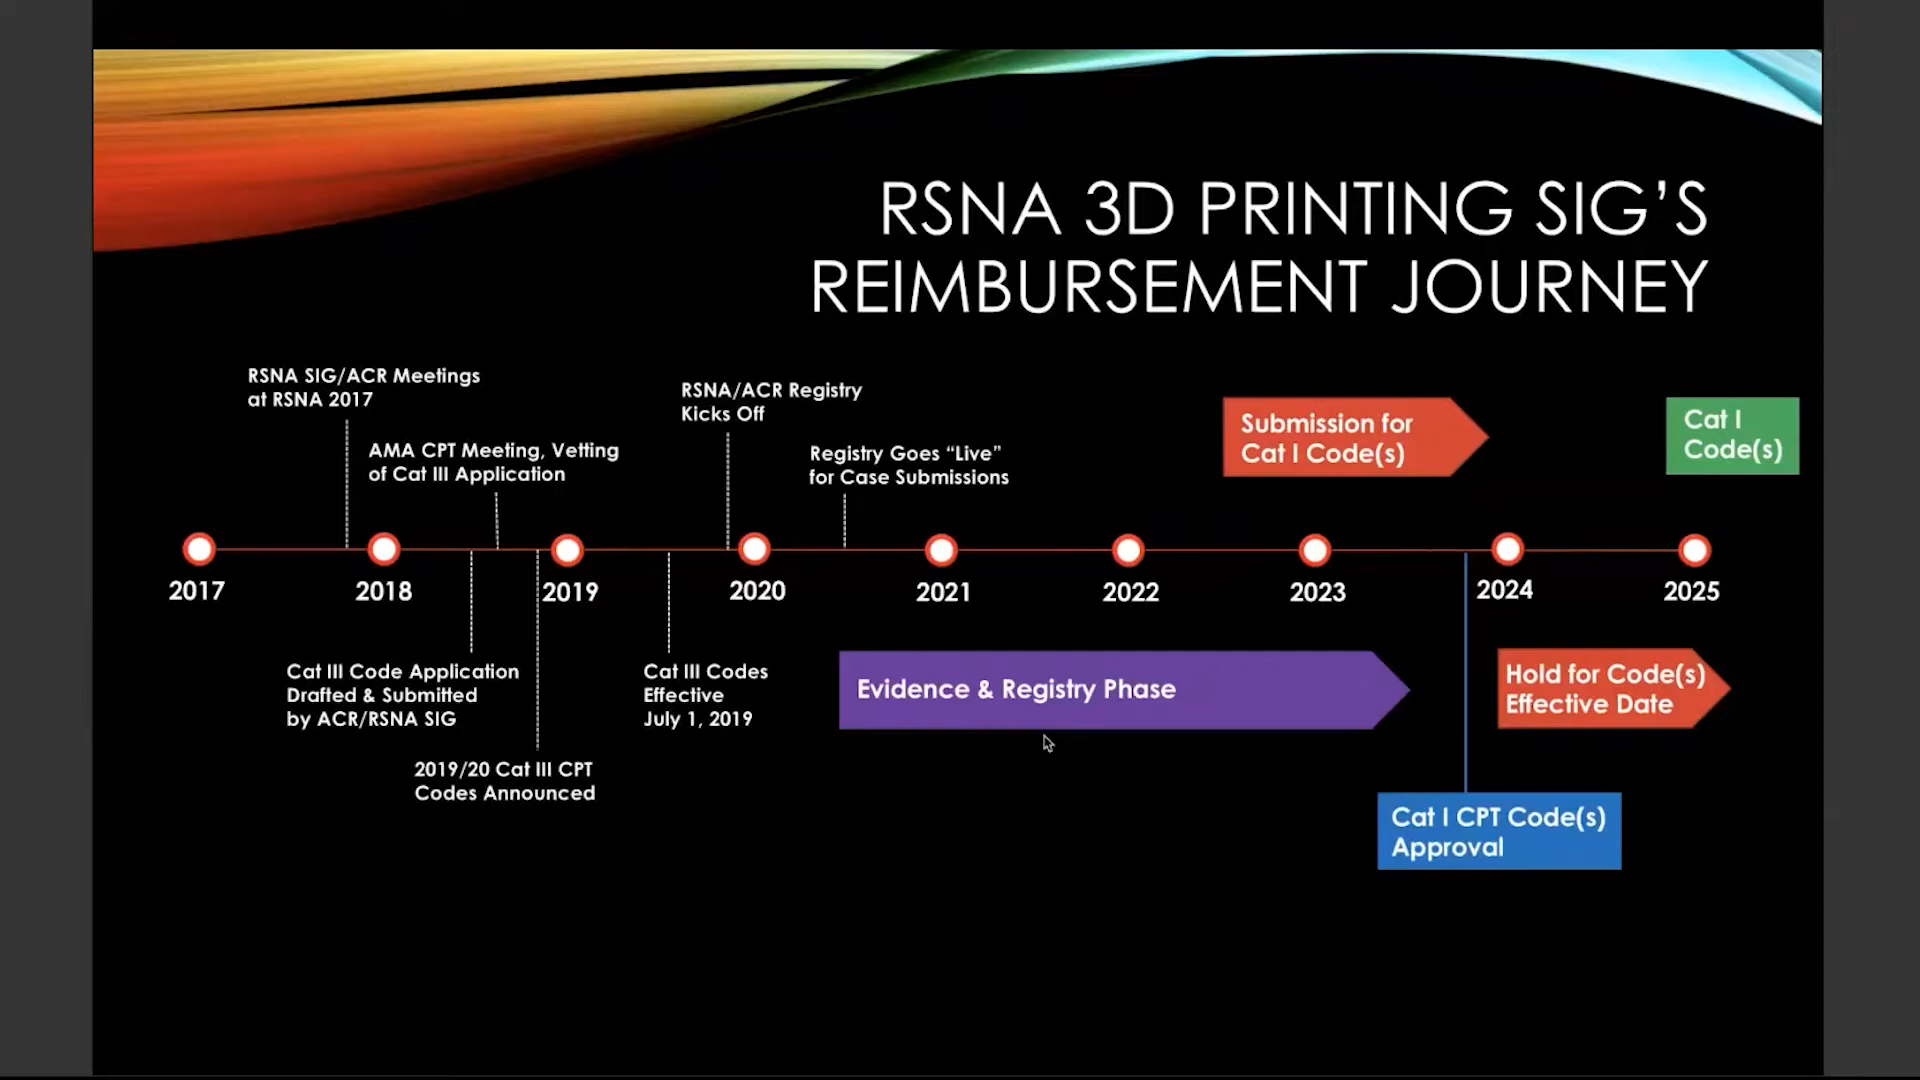 RSNA 3D PRINTING SIG'S
REIMBURSEMENT JOURNEY
RSNA SIG/ACR Meetings
at RSNA 2017
AMA CPT Meeting, Vetting
of Cat III Application
RSNA/ACR Registry
Kicks Off
Registry Goes “Live”
for Case Submissions
Submission for
Cat I Code(s)
Cat I
Code(s)
2017
2018
2019
2020
2021
2022
2023
2024
2025
Cat III Code Application
Drafted & Submitted
by ACR/RSNA SIG
2019/20 Cat III CPT
Codes Announced
Cat III Codes
Effective
July 1, 2019
Evidence & Registry Phase
Hold for Code(s)
Effective Date
Cat I CPT Code(s)
Approval